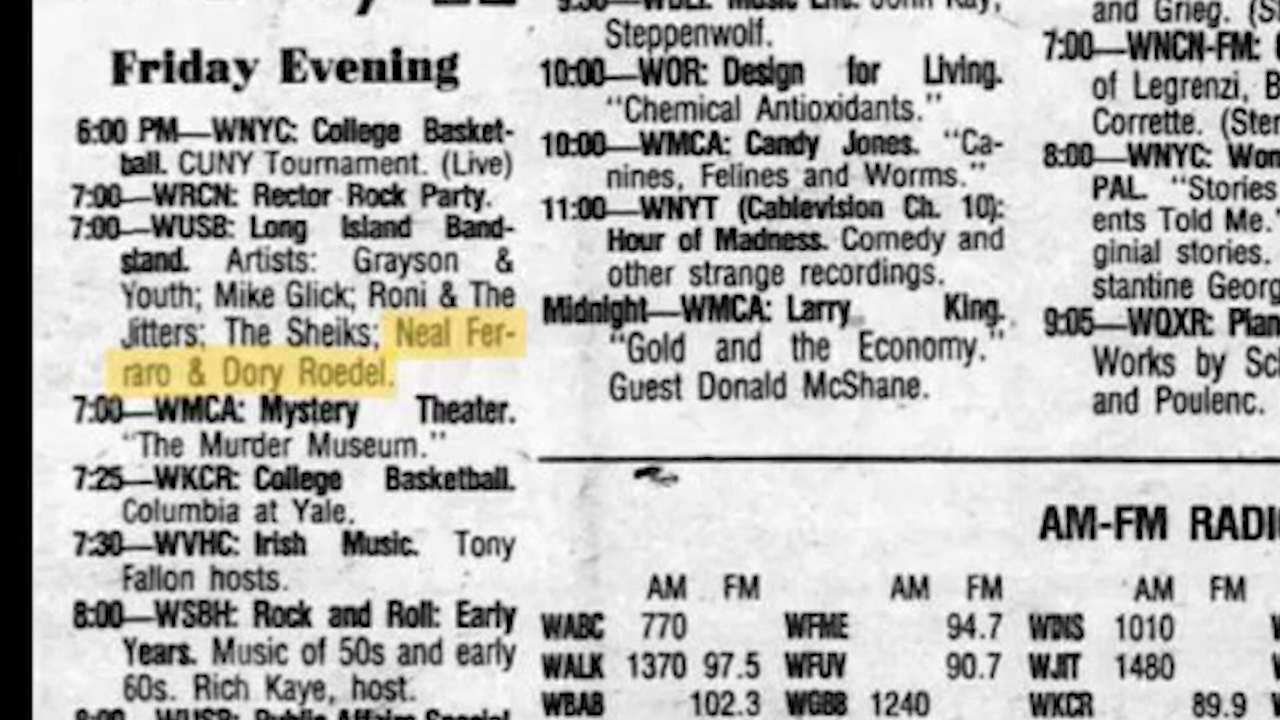 Friday Evening
6:00 PM—WNYC: College Basket-
ball. CUNY Tournament. (Live)
7:00—WRCN: Rector Rock Party.
7:00—WUSB: Long Island Band-
stand. Artists: Grayson &
Youth; Mike Glick; Roni & The
Jitters; The Sheiks; Neal Fer-
raro & Dory Roedel.
7:00—WMCA: Mystery Theater.
"The Murder Museum."
7:25—WKCR: College Basketball.
Columbia at Yale.
7:30—WVHC: Irish Music. Tony
Fallon hosts.
8:00—WSBH: Rock and Roll: Early
Years. Music of 50s and early
60s. Rich Kaye, host.
8:00—WUSB: Public Affairs Special
Steppenwolf.
10:00—WOR: Design for Living.
"Chemical Antioxidants."
10:00—WMCA: Candy Jones. "Ca-
nines, Felines and Worms."
11:00—WNYT (Cablevision Ch. 10):
Hour of Madness. Comedy and
other strange recordings.
Midnight—WMCA: Larry King.
"Gold and the Economy."
Guest Donald McShane.
and Grieg.
7:00—WNCN-FM:
of Legrenzi,
Corrette.
8:00—WNYC:
PAL. "Stories
ents Told Me.
ginial stories.
stantine
9:05—WQXR:
Works by
and Poulenc.
AM-FM
AM FM AM FM AM FM
WABC 770 WFME 94.7 WINS 1010
WALK 1370 97.5 WFUV 90.7 WJIT 1480
WBAB 102.3 WGBB 1240 WKCR 89.9